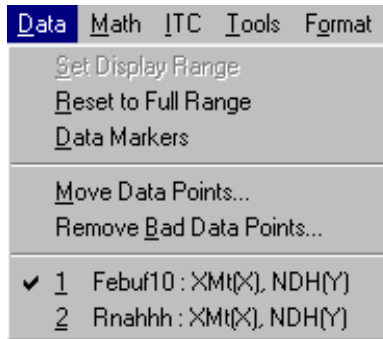 Data Math ITC Tools Format
Set Display Range
Reset to Full Range
Data Markers
Move Data Points...
Remove Bad Data Points...
✔ 1 Febuf10 : XMt(X), NDH(Y)
2 Rnahhh : XMt(X), NDH(Y)